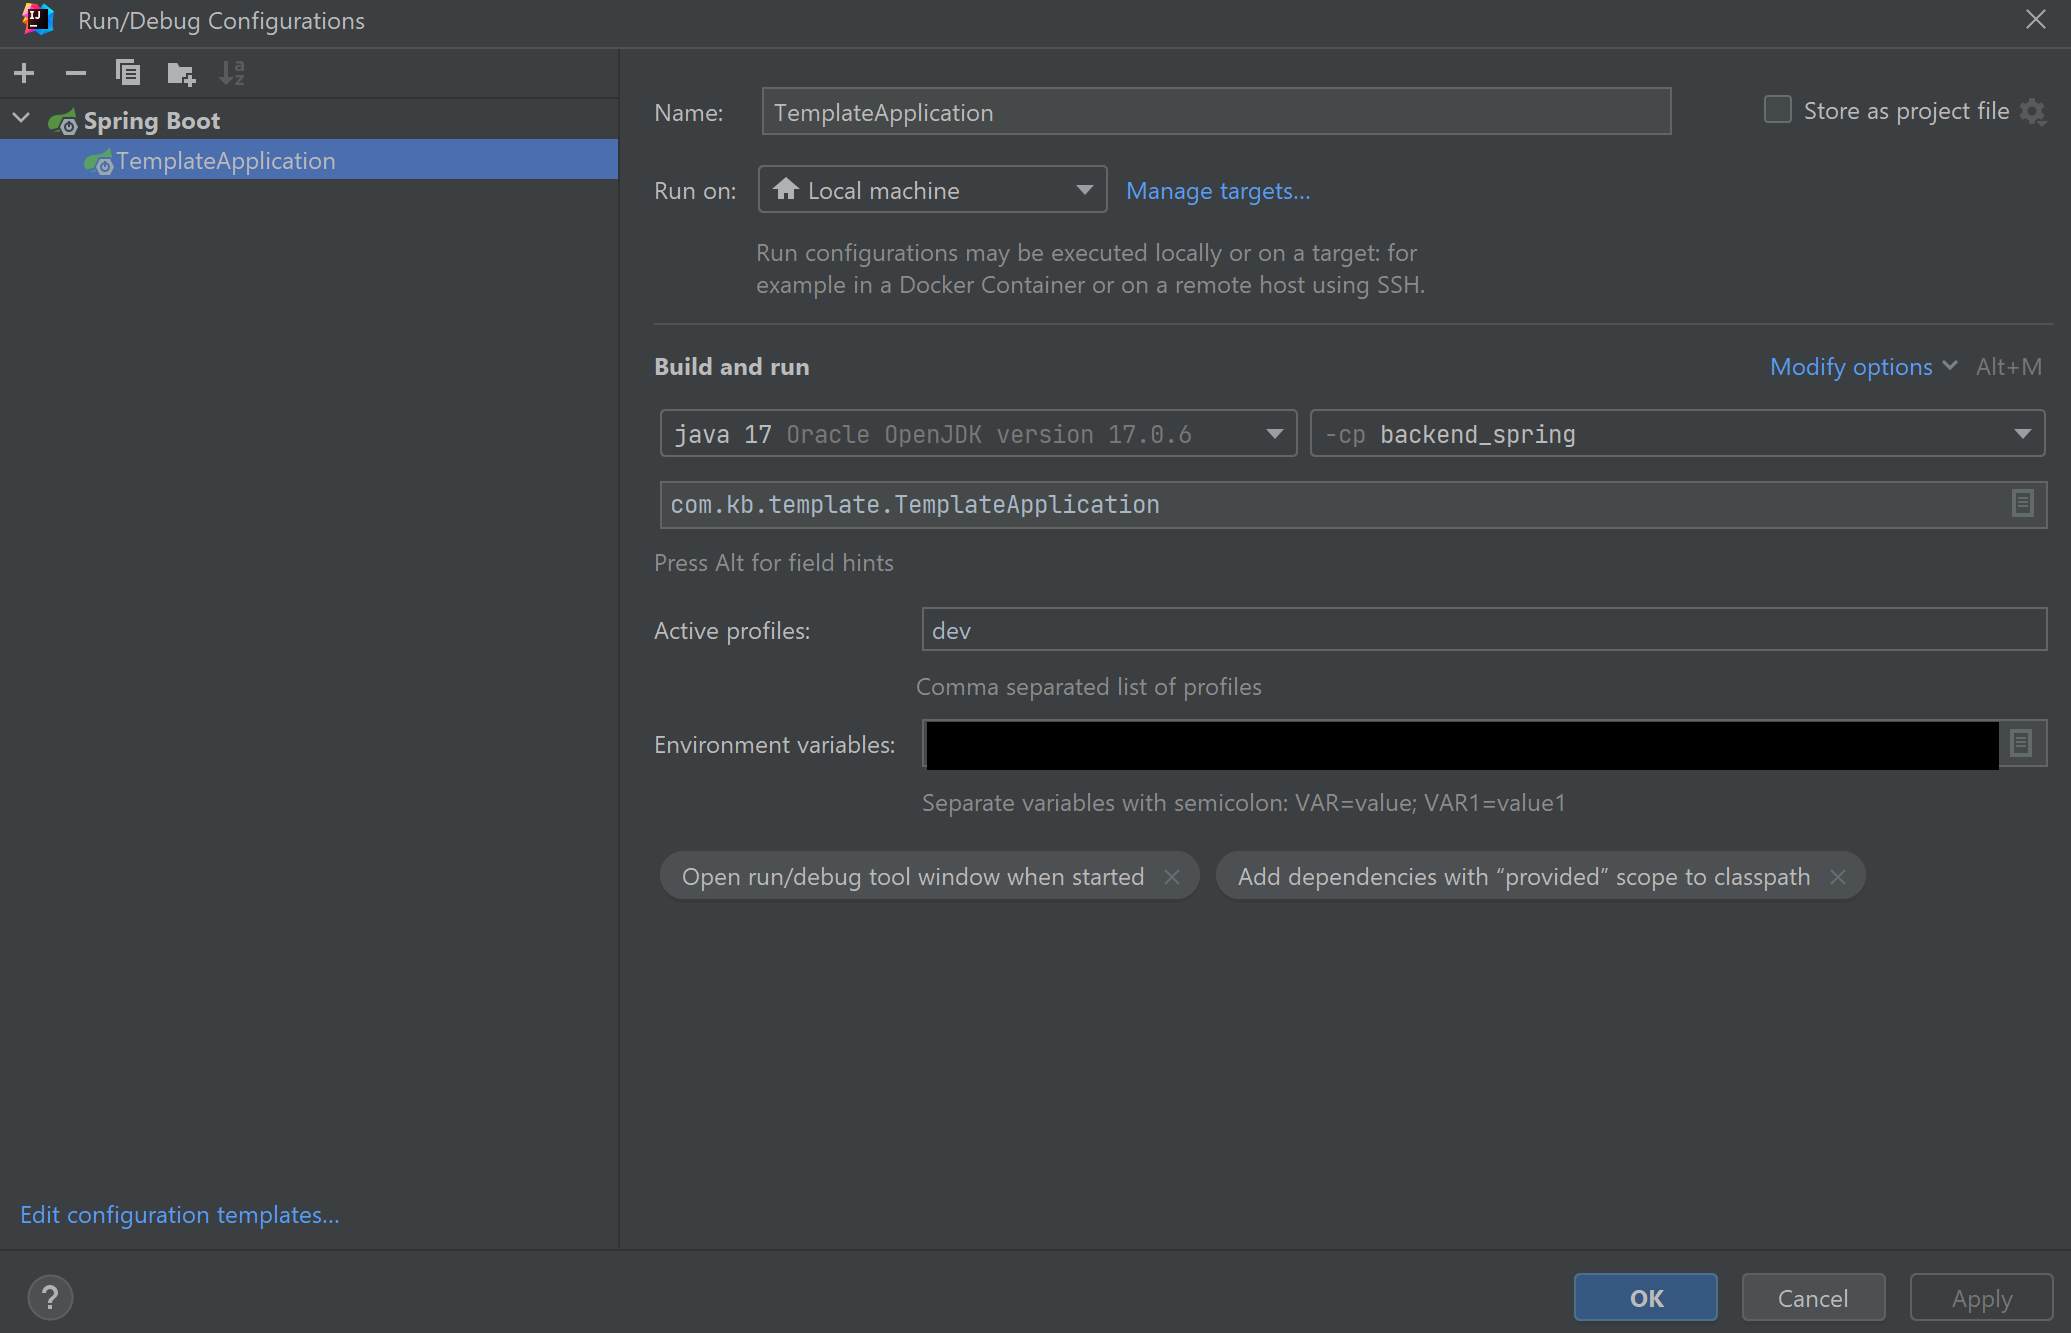 Run/Debug Configurations
Spring Boot
TemplateApplication
Edit configuration templates...
Name: TemplateApplication
Store as project file
Run on: Local machine Manage targets...
Run configurations may be executed locally or on a target: for
example in a Docker Container or on a remote host using SSH.
Build and run Modify options Alt+M
java 17 Oracle OpenJDK version 17.0.6 -cp backend_spring
com.kb.template.TemplateApplication
Press Alt for field hints
Active profiles: dev
Comma separated list of profiles
Environment variables:
Separate variables with semicolon: VAR=value; VAR1=value1
Open run/debug tool window when started × Add dependencies with “provided” scope to classpath ×
? OK Cancel Apply